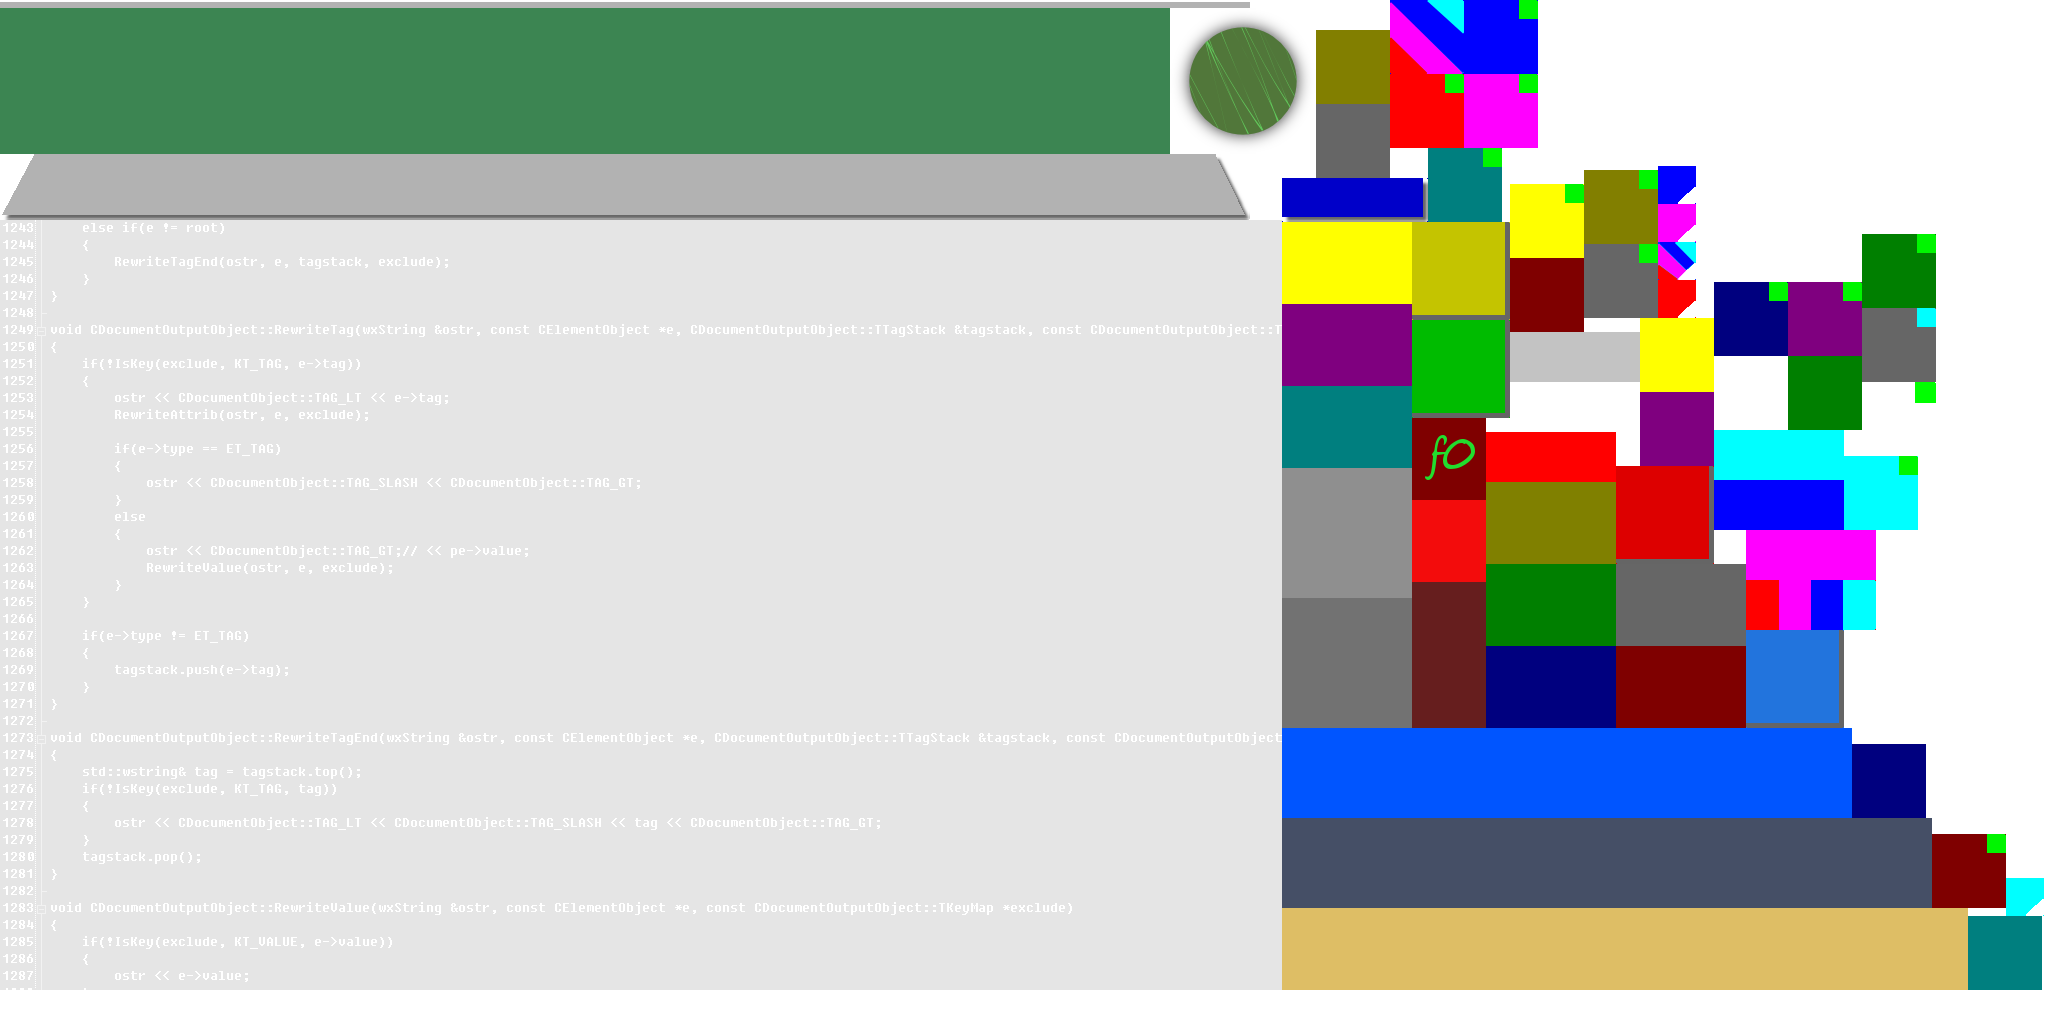 1243 else if(e != root)
1244 {
1245 RewriteTagEnd(ostr, e, tagstack, exclude);
1246 }
1247 }
1248
1249 void CDocumentOutputObject::RewriteTag(wxString &ostr, const CElementObject *e, CDocumentOutputObject::TTagStack &tagstack, const CDocumentOutputObject::T
1250 {
1251 if(!IsKey(exclude, KT_TAG, e->tag))
1252 {
1253 ostr << CDocumentObject::TAG_LT << e->tag;
1254 RewriteAttrib(ostr, e, exclude);
1255
1256 if(e->type == ET_TAG)
1257 {
1258 ostr << CDocumentObject::TAG_SLASH << CDocumentObject::TAG_GT;
1259 }
1260 else
1261 {
1262 ostr << CDocumentObject::TAG_GT;// << pe->value;
1263 RewriteValue(ostr, e, exclude);
1264 }
1265 }
1266
1267 if(e->type != ET_TAG)
1268 {
1269 tagstack.push(e->tag);
1270 }
1271 }
1272
1273 void CDocumentOutputObject::RewriteTagEnd(wxString &ostr, const CElementObject *e, CDocumentOutputObject::TTagStack &tagstack, const CDocumentOutputObject
1274 {
1275 std::wstring& tag = tagstack.top();
1276 if(!IsKey(exclude, KT_TAG, tag))
1277 {
1278 ostr << CDocumentObject::TAG_LT << CDocumentObject::TAG_SLASH << tag << CDocumentObject::TAG_GT;
1279 }
1280 tagstack.pop();
1281 }
1282
1283 void CDocumentOutputObject::RewriteValue(wxString &ostr, const CElementObject *e, const CDocumentOutputObject::TKeyMap *exclude)
1284 {
1285 if(!IsKey(exclude, KT_VALUE, e->value))
1286 {
1287 ostr << e->value;
fO